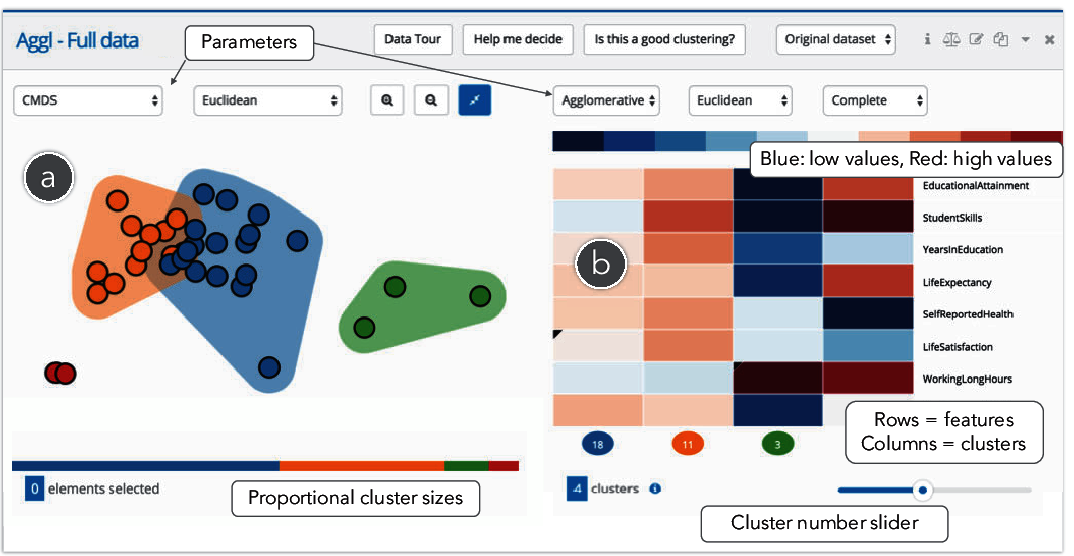 Aggl - Full data
Parameters
Data Tour
Help me decide
Is this a good clustering?
Original dataset
CMDS
Euclidean
Agglomerative
Euclidean
Complete
Blue: low values, Red: high values
a
b
EducationalAttainment
StudentSkills
YearsInEducation
LifeExpectancy
SelfReportedHealth
LifeSatisfaction
WorkingLongHours
Rows = features
Columns = clusters
18
11
3
0 elements selected
Proportional cluster sizes
4 clusters
Cluster number slider